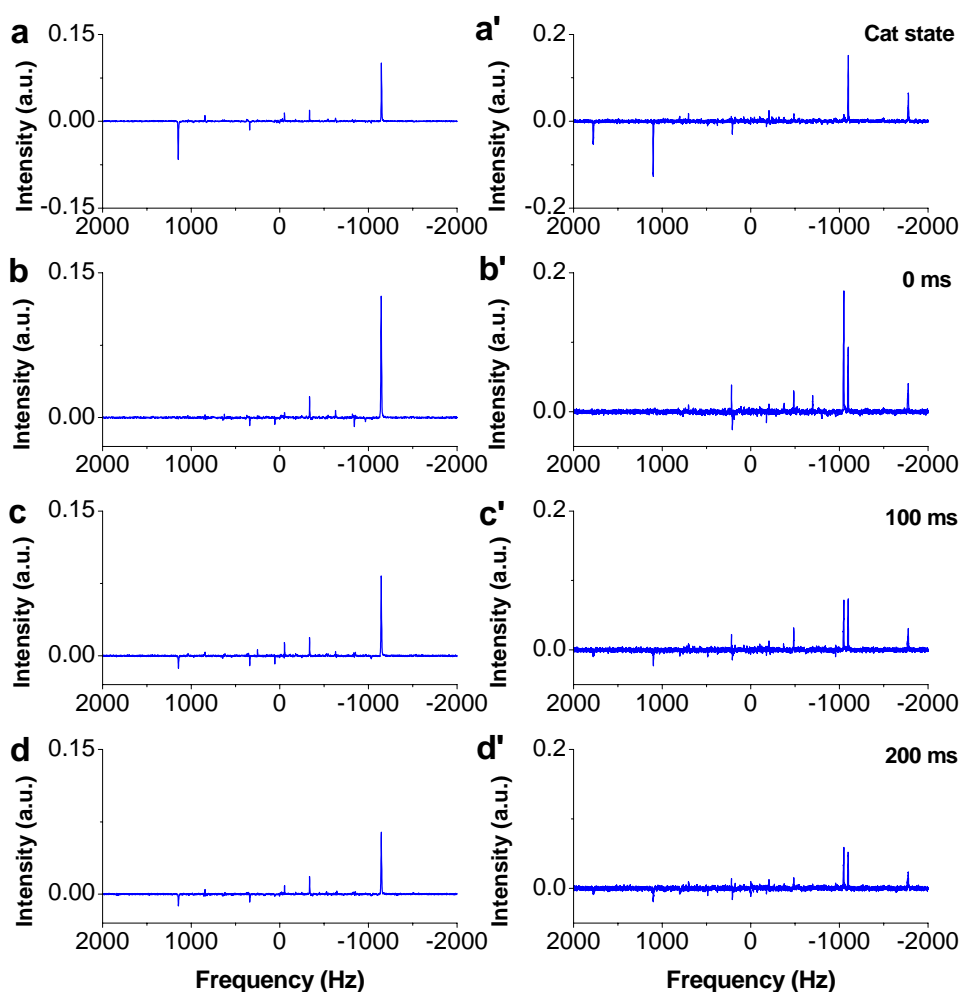 a
0.15
0.00
-0.15
Intensity (a.u.)
2000 1000 0 -1000 -2000
a'
Cat state
0.2
0.0
-0.2
Intensity (a.u.)
2000 1000 0 -1000 -2000
b
0.15
0.00
Intensity (a.u.)
2000 1000 0 -1000 -2000
b'
0 ms
0.2
0.0
Intensity (a.u.)
2000 1000 0 -1000 -2000
c
0.15
0.00
Intensity (a.u.)
2000 1000 0 -1000 -2000
c'
100 ms
0.2
0.0
Intensity (a.u.)
2000 1000 0 -1000 -2000
d
0.15
0.00
Intensity (a.u.)
2000 1000 0 -1000 -2000
Frequency (Hz)
d'
200 ms
0.2
0.0
Intensity (a.u.)
2000 1000 0 -1000 -2000
Frequency (Hz)